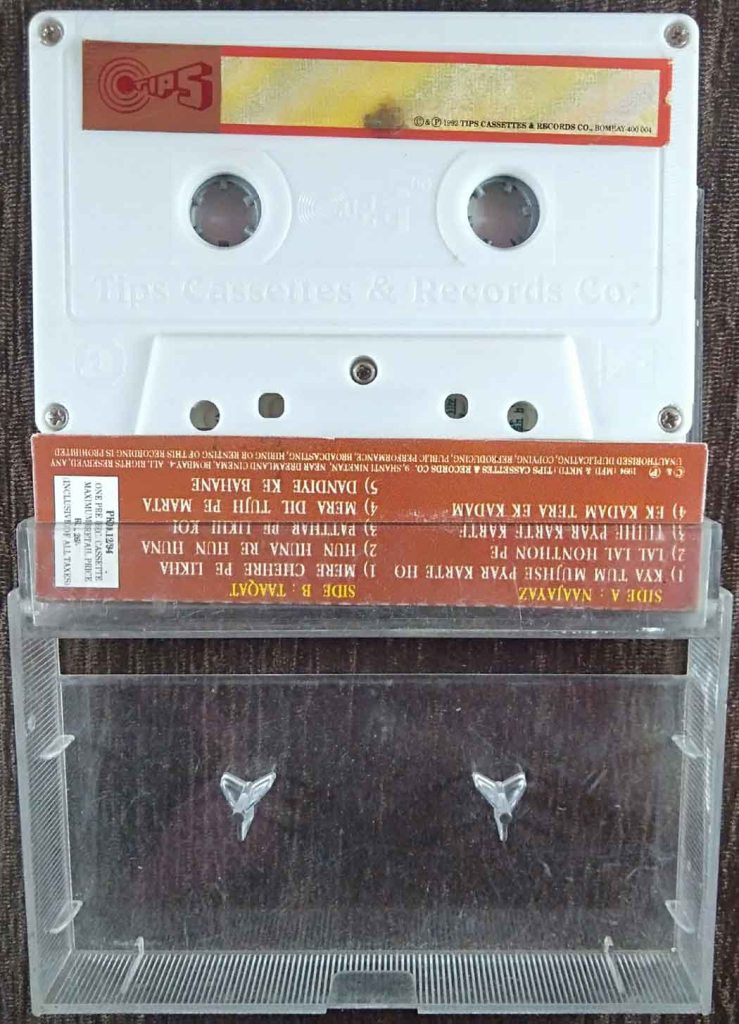 TIPS
© & ℗ 1992 TIPS CASSETTES & RECORDS CO., BOMBAY 400 004
Tips Cassettes & Records Co:
SIDE A : NAAJAYAZ
1) KYA TUM MUJHSE PYAR KARTE HO
2) LAL LAL HONTHON PE
3) TUJHE PYAR KARTE KARTE
4) EK KADAM TERA EK KADAM
SIDE B : TAAQAT
1) MERE CHEHRE PE LIKHA
2) HUN HUNA RE HUN HUNA
3) PATTHAR PE LIKHI KOI
4) MERA DIL TUJH PE MARTA
5) DANDIYE KE BAHANE
PKD. 12/94
ONE PRE REC. CASSETTE
MAXIMUM RETAIL PRICE
INCLUSIVE OF ALL TAXES
© ℗ 1994 : MFD & MKTD : TIPS CASSETTES & RECORDS CO. 9, SHANTI NIKETAN, NEAR DREAMLAND CINEMA, BOMBAY-4. ALL RIGHTS RESERVED. ANY
UNAUTHORISED DUPLICATING, COPYING, REPRODUCING, PUBLIC PERFORMANCE, BROADCASTING, HIRING OR RENTING OF THIS RECORDING IS PROHIBITED